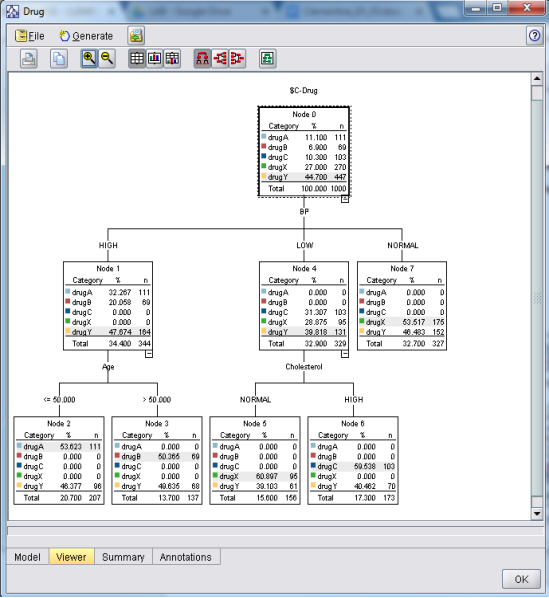 Drug
File Generate
$C-Drug
Node 0
Category % n
drugA 11.100 111
drugB 6.900 69
drugC 10.300 103
drugX 27.000 270
drugY 44.700 447
Total 100.000 1000
BP
HIGH LOW NORMAL
Node 1
Category % n
drugA 32.267 111
drugB 20.058 69
drugC 0.000 0
drugX 0.000 0
drugY 47.674 164
Total 34.400 344
Node 4
Category % n
drugA 0.000 0
drugB 0.000 0
drugC 31.307 103
drugX 28.875 95
drugY 39.818 131
Total 32.900 329
Node 7
Category % n
drugA 0.000 0
drugB 0.000 0
drugC 0.000 0
drugX 53.517 175
drugY 46.483 152
Total 32.700 327
Age Cholesterol
<= 50.000 > 50.000 NORMAL HIGH
Node 2
Category % n
drugA 53.623 111
drugB 0.000 0
drugC 0.000 0
drugX 0.000 0
drugY 46.377 96
Total 20.700 207
Node 3
Category % n
drugA 0.000 0
drugB 50.365 69
drugC 0.000 0
drugX 0.000 0
drugY 49.635 68
Total 13.700 137
Node 5
Category % n
drugA 0.000 0
drugB 0.000 0
drugC 0.000 0
drugX 60.897 95
drugY 39.103 61
Total 15.600 156
Node 6
Category % n
drugA 0.000 0
drugB 0.000 0
drugC 59.538 103
drugX 0.000 0
drugY 40.462 70
Total 17.300 173
Model Viewer Summary Annotations
OK